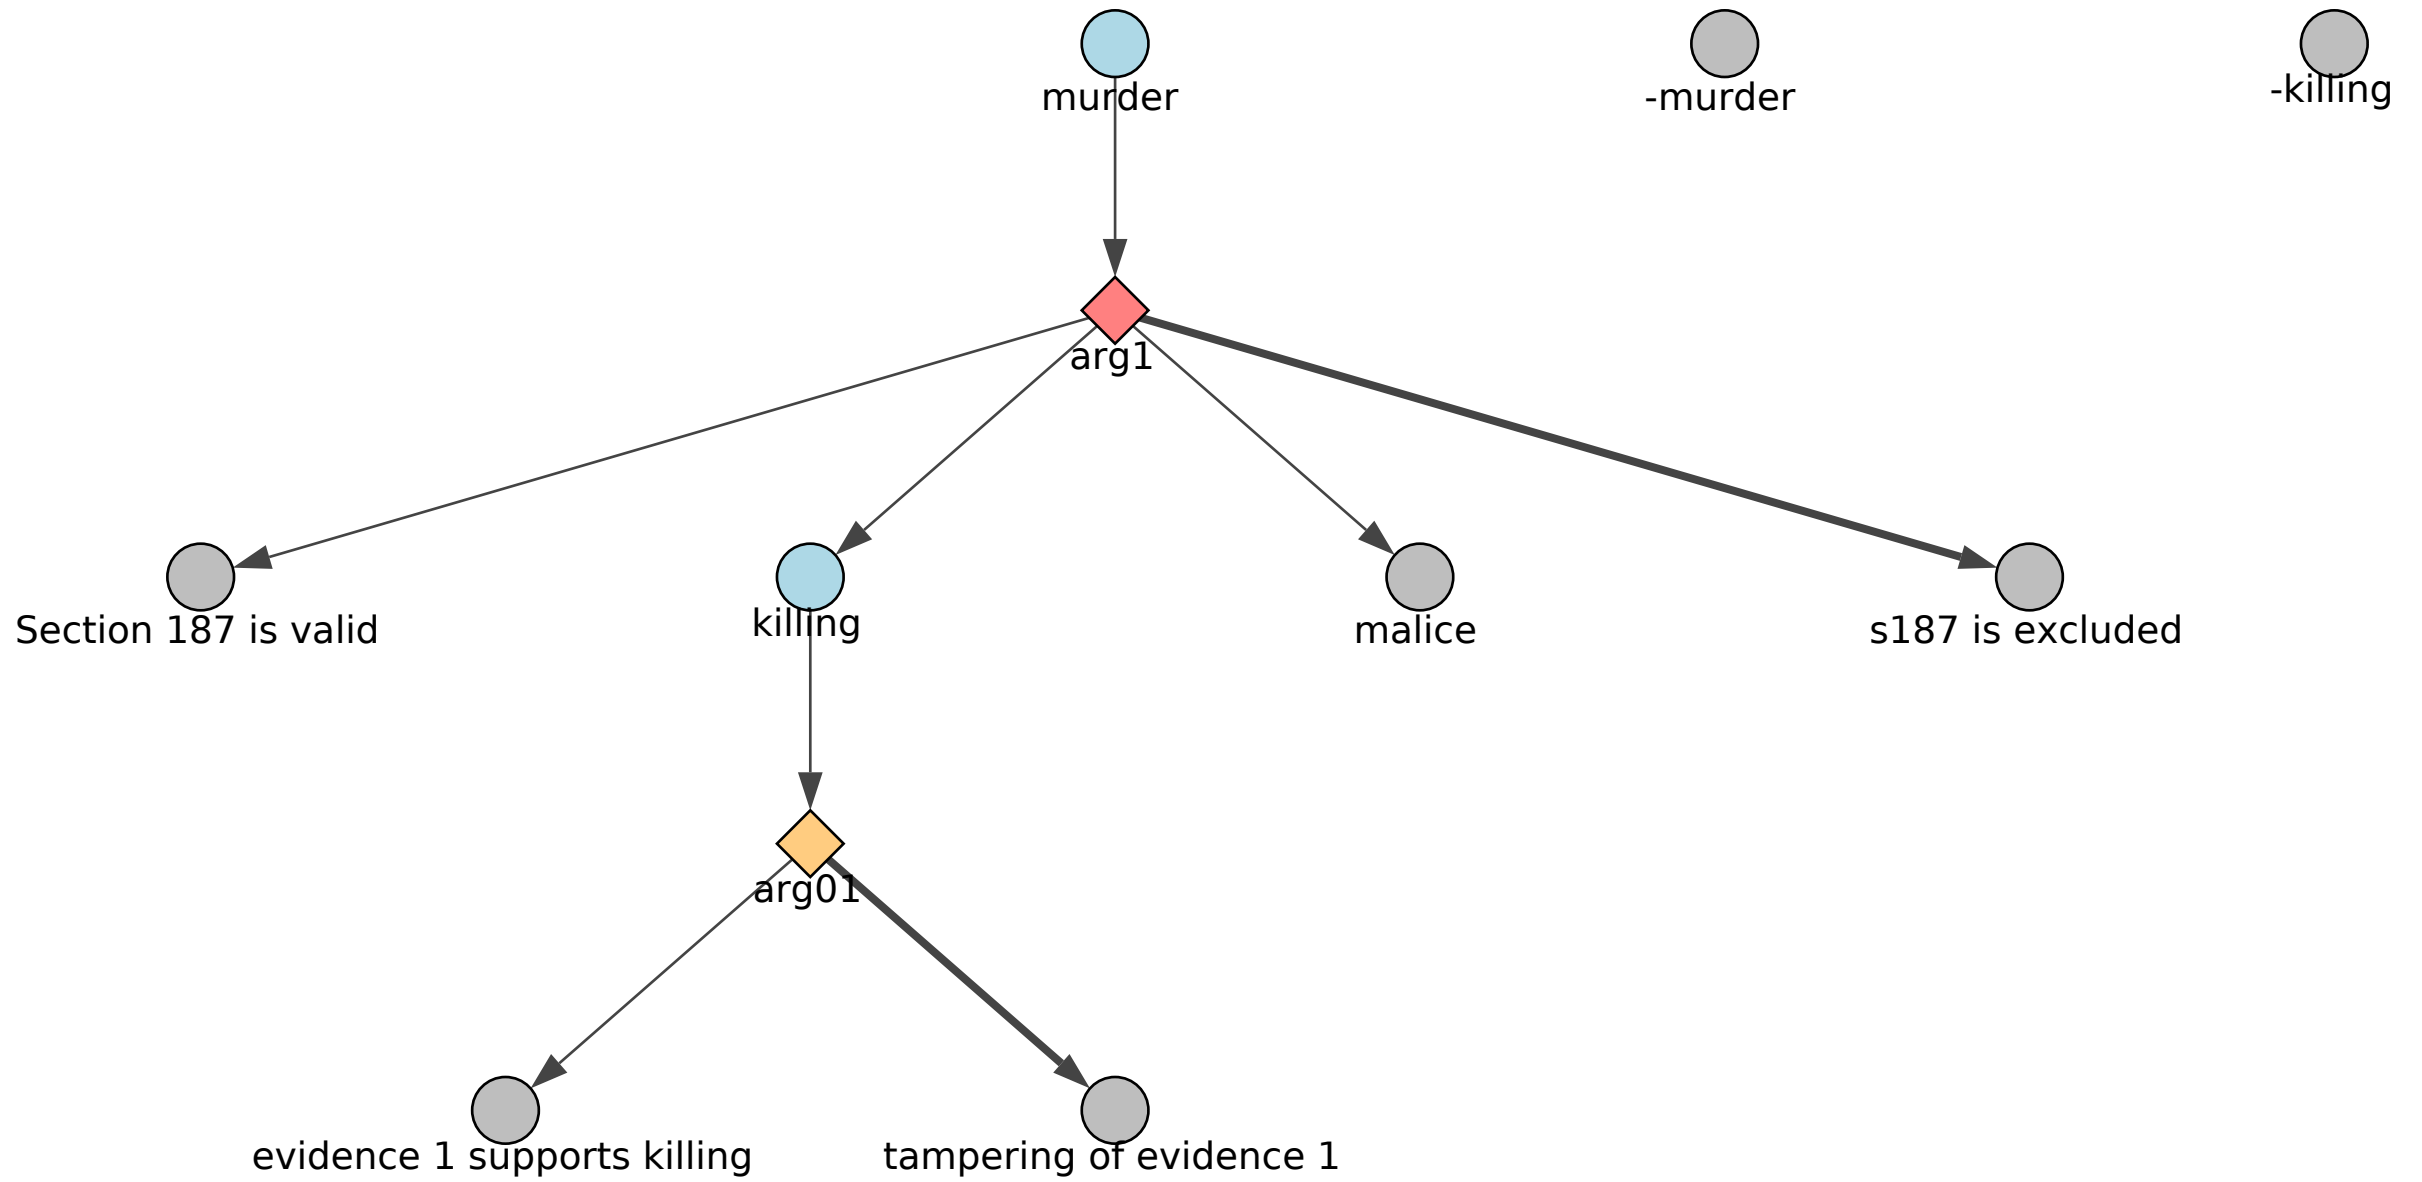 murder
-murder
-killing
arg1
Section 187 is valid
killing
malice
s187 is excluded
arg01
evidence 1 supports killing
tampering of evidence 1